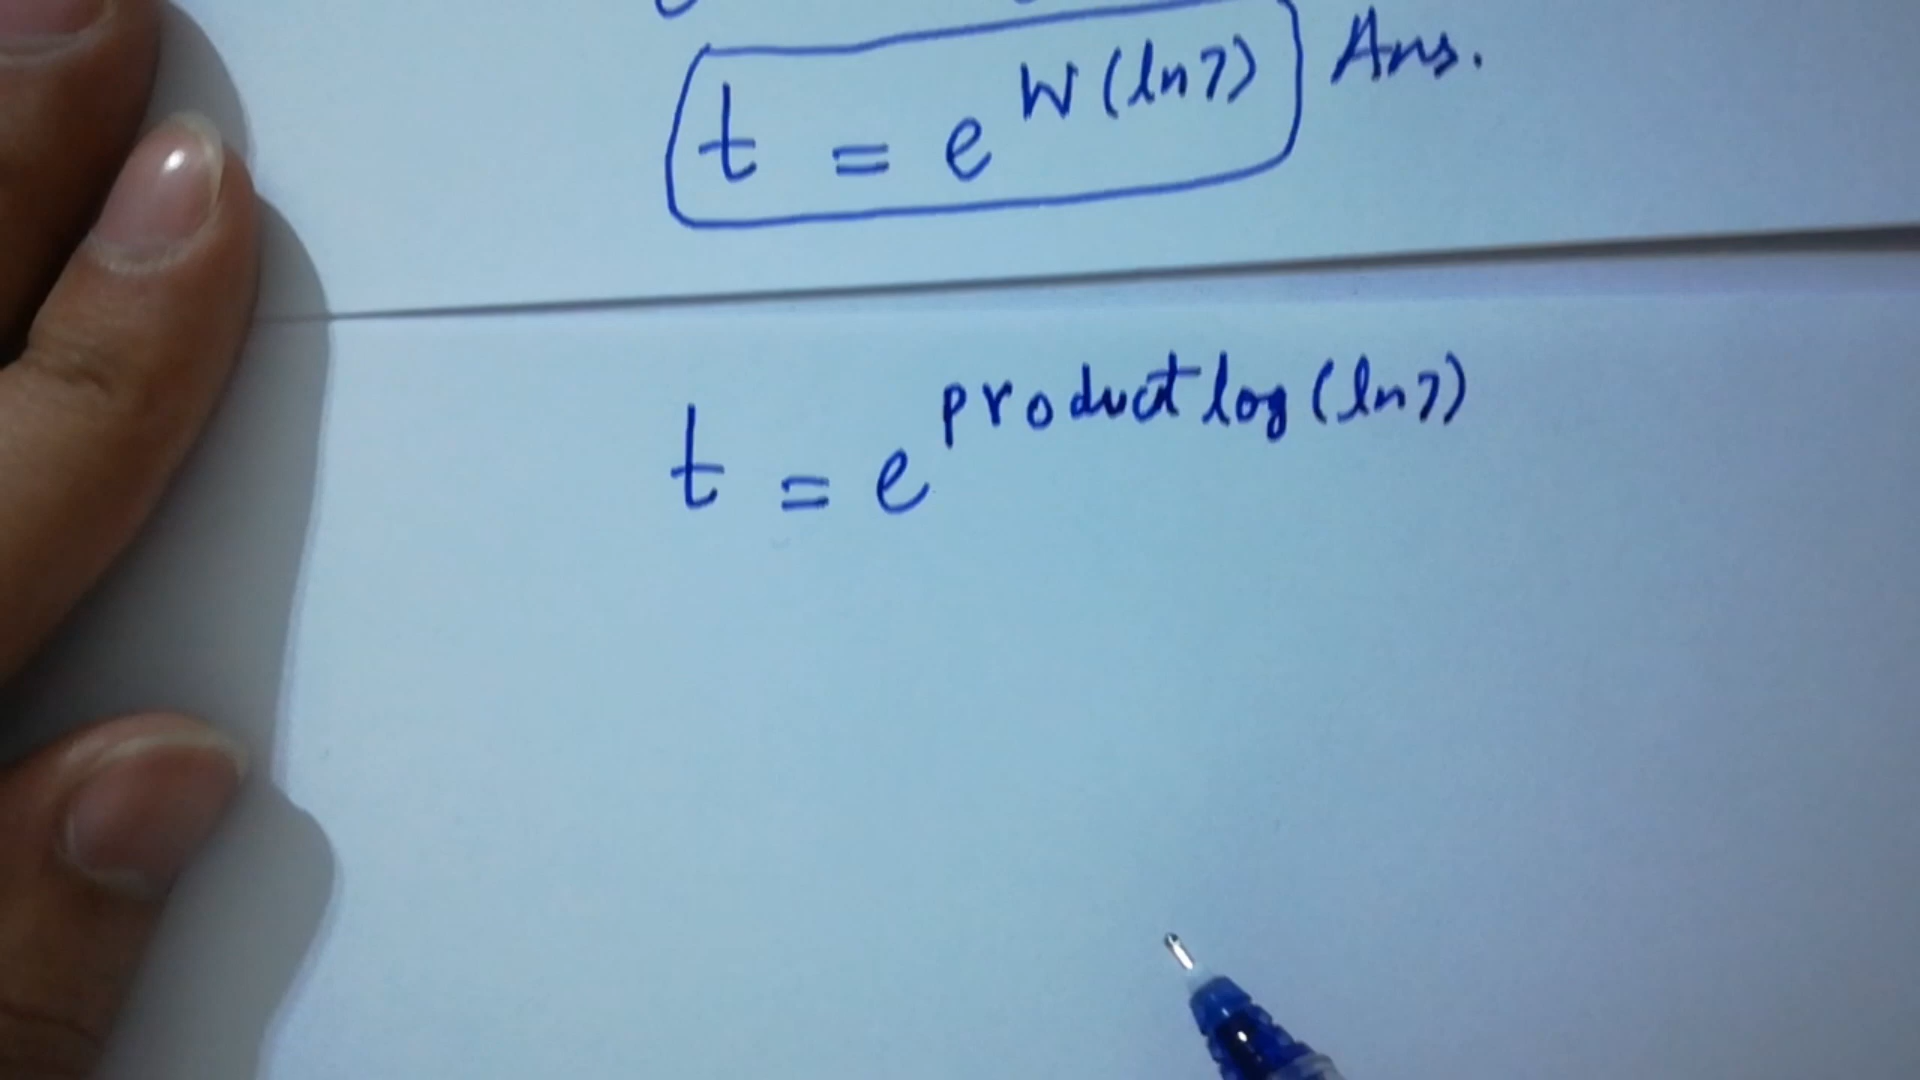 t = e^W(ln7) Ans.
t = e^productlog(ln7)